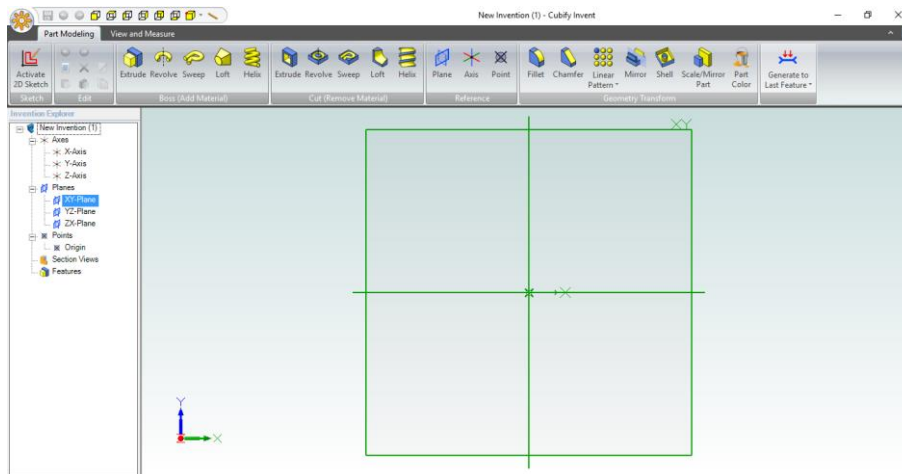 New Invention (1) - Cubify Invent
Part Modeling View and Measure
Activate 2D Sketch
Extrude Revolve Sweep Loft Helix
Extrude Revolve Sweep Loft Helix
Plane Axis Point
Fillet Chamfer Linear Pattern Mirror Shell Scale/Mirror Part Part Color
Generate to Last Feature
Sketch Edit Boss (Add Material) Cut (Remove Material) Reference Geometry Transform
Invention Explorer
New Invention (1)
Axes
X-Axis
Y-Axis
Z-Axis
Planes
XY-Plane
YZ-Plane
ZX-Plane
Points
Origin
Section Views
Features
XY
X
Y
X